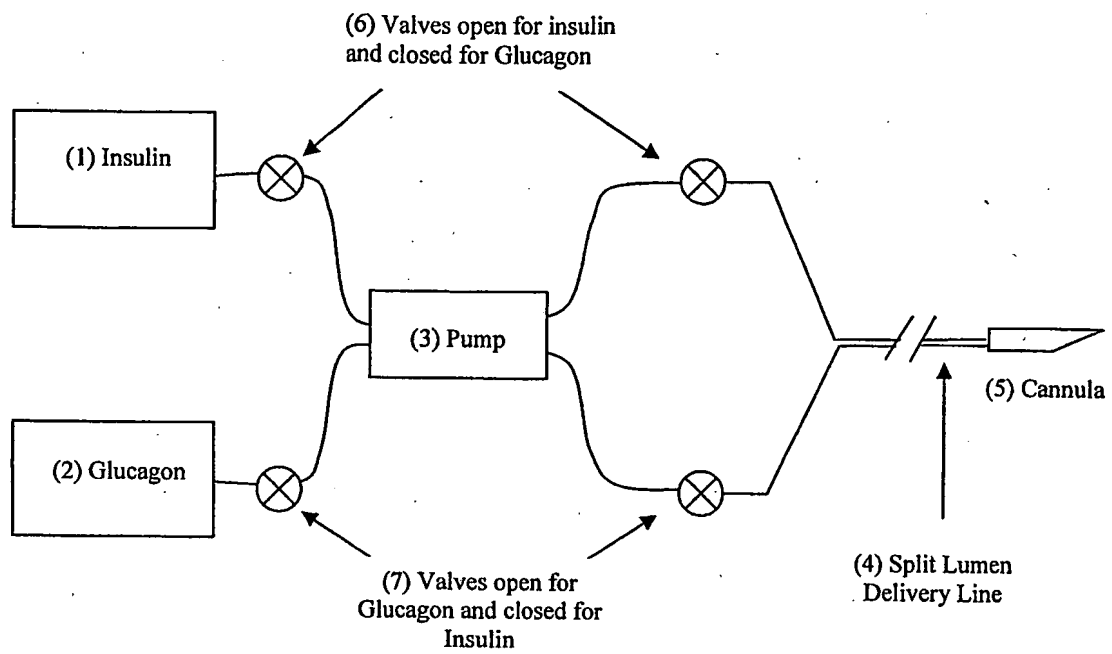 (6) Valves open for insulin
and closed for Glucagon
(1) Insulin
(3) Pump
(5) Cannula
(2) Glucagon
(4) Split Lumen
Delivery Line
(7) Valves open for
Glucagon and closed for
Insulin